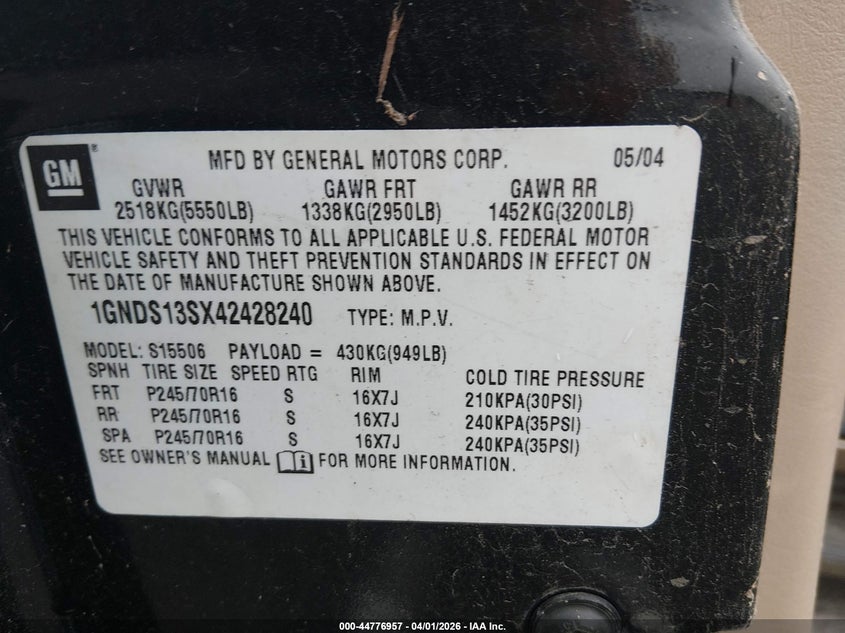 GM ® MFD BY GENERAL MOTORS CORP. 05/04
GVWR GAWR FRT GAWR RR
2518KG(5550LB) 1338KG(2950LB) 1452KG(3200LB)
THIS VEHICLE CONFORMS TO ALL APPLICABLE U.S. FEDERAL MOTOR
VEHICLE SAFETY AND THEFT PREVENTION STANDARDS IN EFFECT ON
THE DATE OF MANUFACTURE SHOWN ABOVE.
1GNDS13SX42428240 TYPE: M.P.V.
MODEL: S15506 PAYLOAD = 430KG(949LB)
SPNH TIRE SIZE SPEED RTG RIM COLD TIRE PRESSURE
FRT P245/70R16 S 16X7J 210KPA(30PSI)
RR P245/70R16 S 16X7J 240KPA(35PSI)
SPA P245/70R16 S 16X7J 240KPA(35PSI)
SEE OWNER'S MANUAL i FOR MORE INFORMATION.
000-44776957 - 04/01/2026 - IAA Inc.